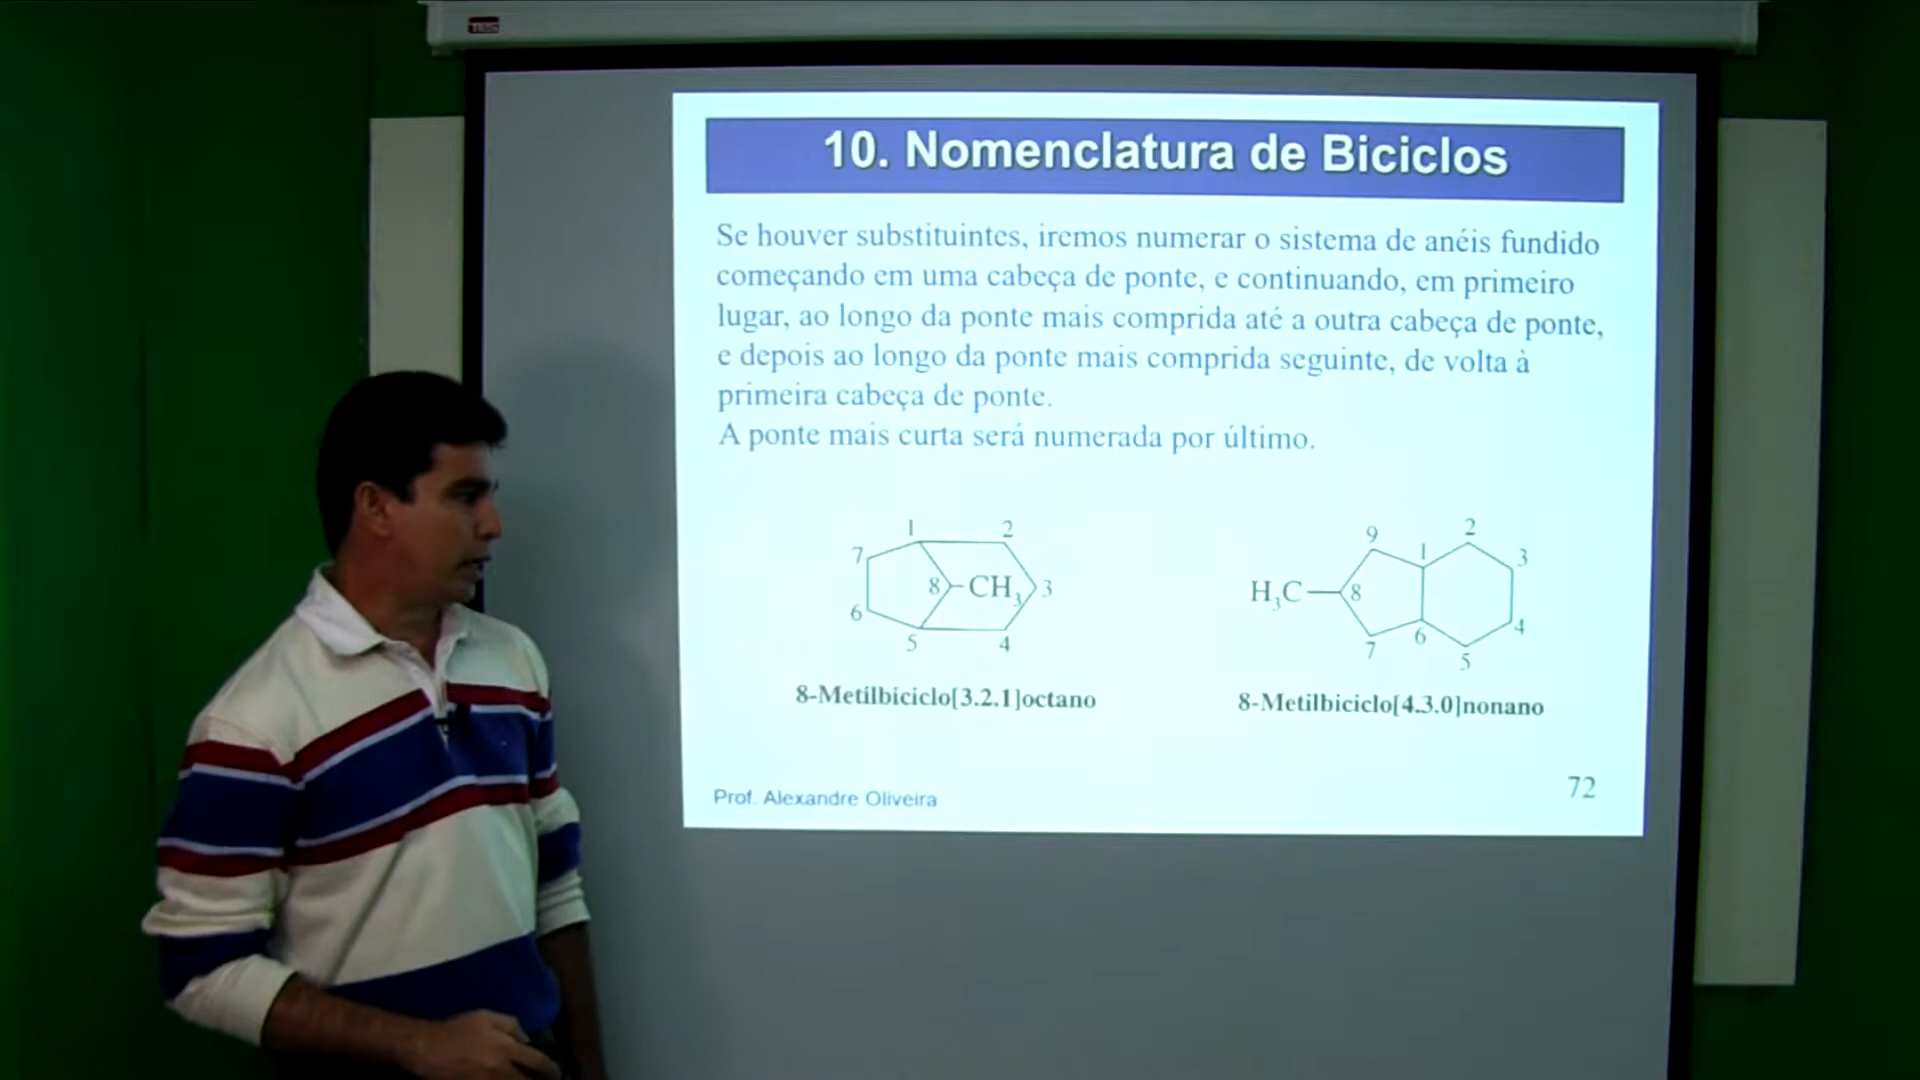 10. Nomenclatura de Biciclos
Se houver substituintes, iremos numerar o sistema de anéis fundido
começando em uma cabeça de ponte, e continuando, em primeiro
lugar, ao longo da ponte mais comprida até a outra cabeça de ponte,
e depois ao longo da ponte mais comprida seguinte, de volta à
primeira cabeça de ponte.
A ponte mais curta será numerada por último.
1 2
7
8 CH₃ 3
6
5 4
8-Metilbiciclo[3.2.1]octano
9 1 2
3
H₃C 8
4
7 6 5
8-Metilbiciclo[4.3.0]nonano
Prof. Alexandre Oliveira
72